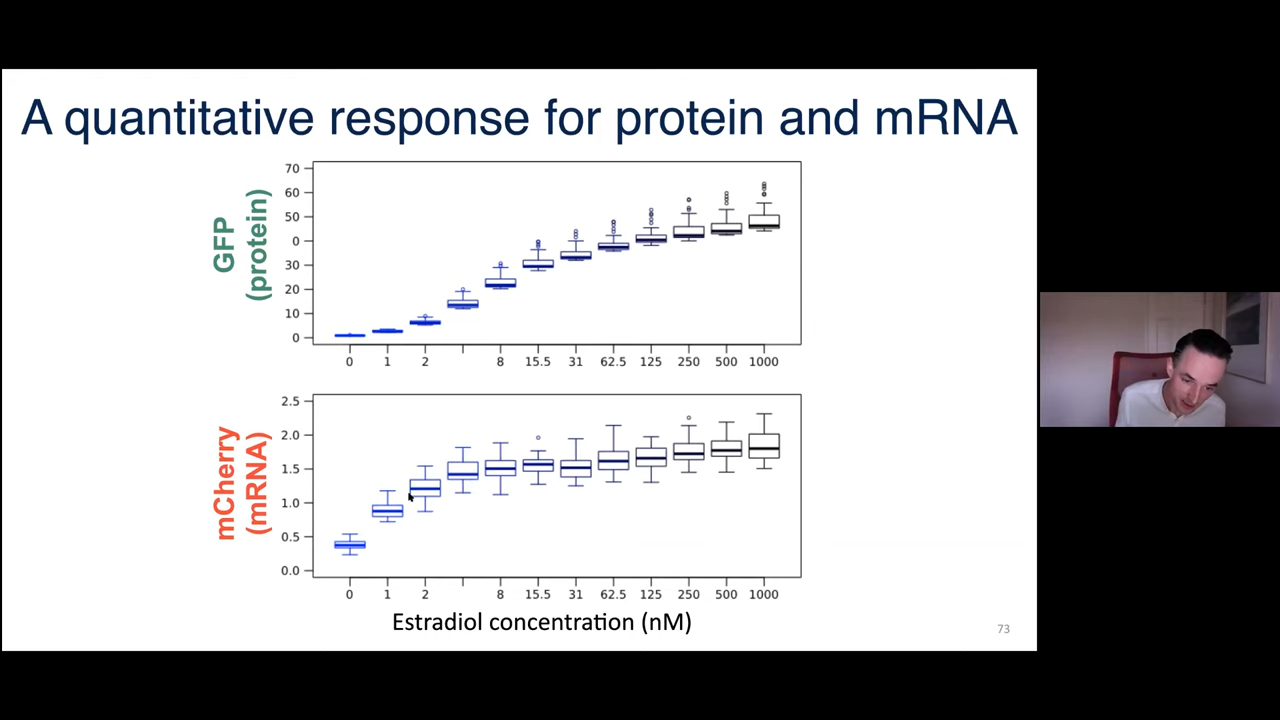 A quantitative response for protein and mRNA
GFP
(protein)
70
60
50
0
30
20
10
0
0 1 2 8 15.5 31 62.5 125 250 500 1000
mCherry
(mRNA)
2.5
2.0
1.5
1.0
0.5
0.0
0 1 2 8 15.5 31 62.5 125 250 500 1000
Estradiol concentration (nM)
73